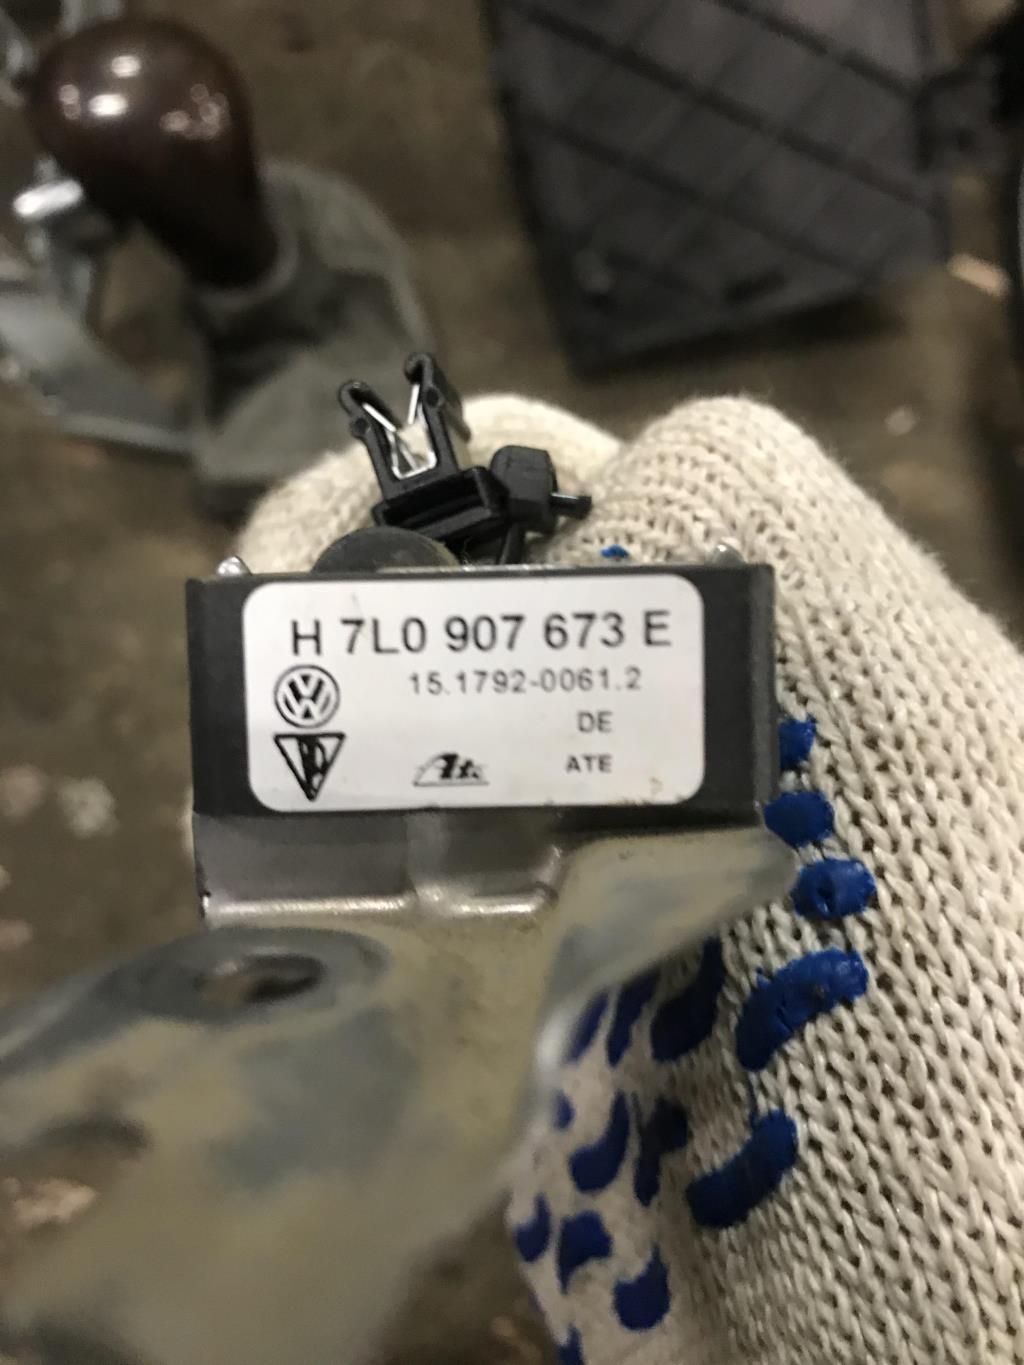 H 7L0 907 673 E
15.1792-0061.2
DE
Ate ATE